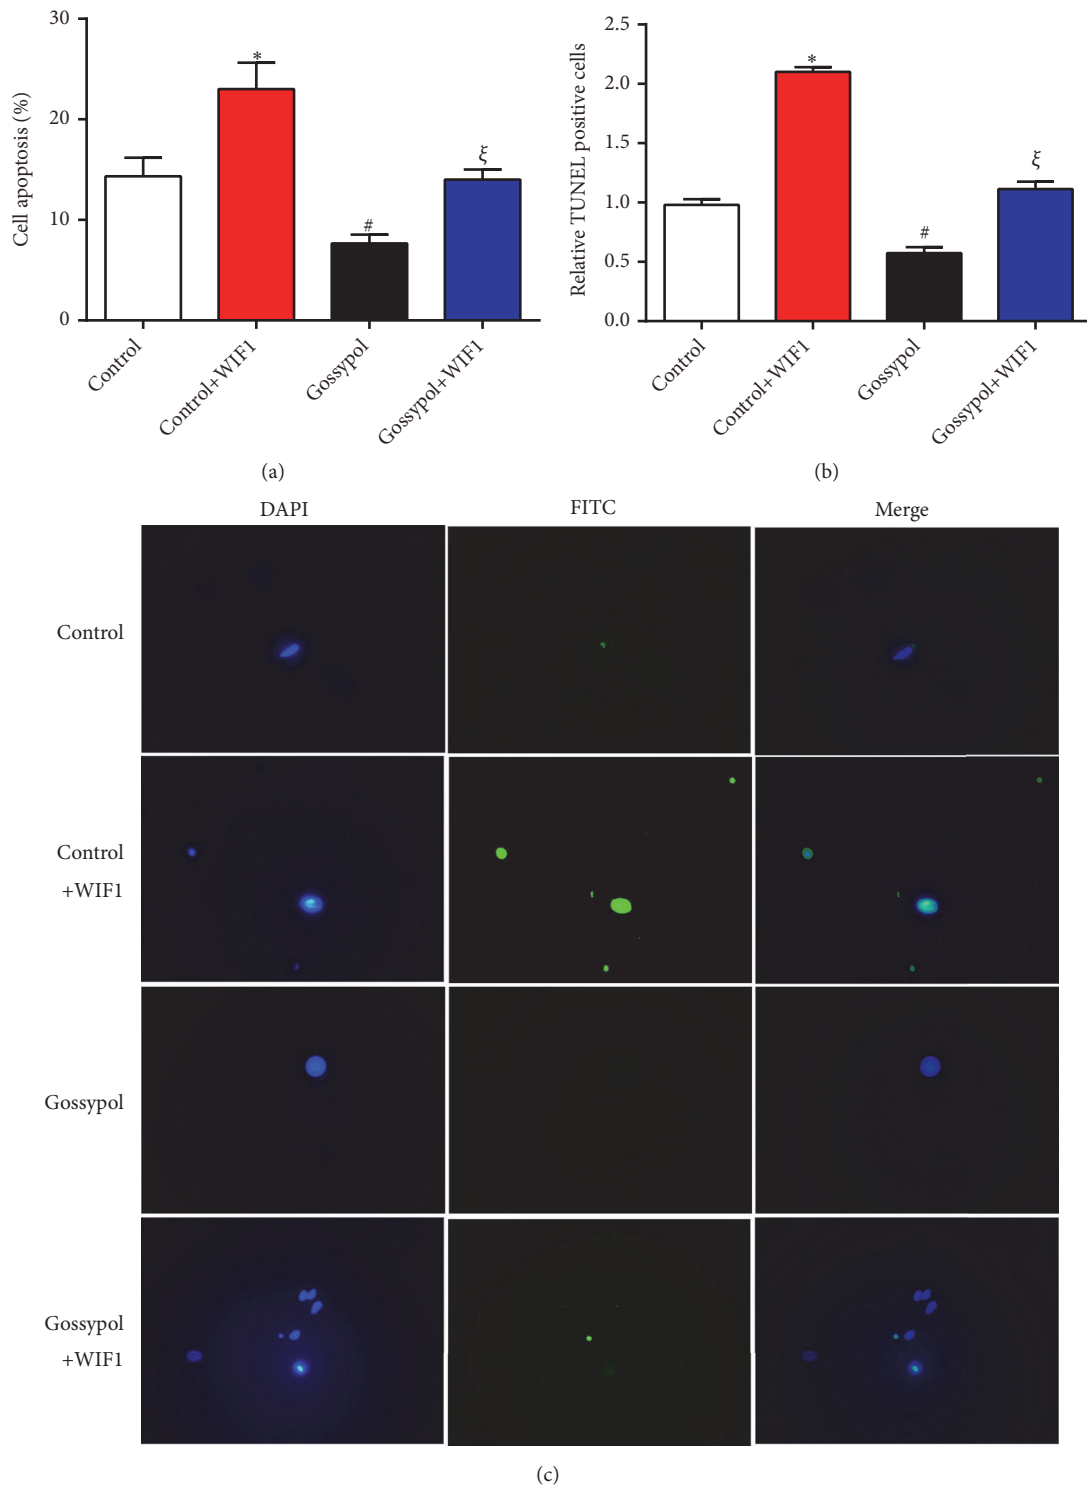 30
20
10
0
Cell apoptosis (%)
*
#
ξ
Control
Control+WIF1
Gossypol
Gossypol+WIF1
(a)
2.5
2.0
1.5
1.0
0.5
0.0
Relative TUNEL positive cells
*
#
ξ
Control
Control+WIF1
Gossypol
Gossypol+WIF1
(b)
DAPI
FITC
Merge
Control
Control
+WIF1
Gossypol
Gossypol
+WIF1
(c)